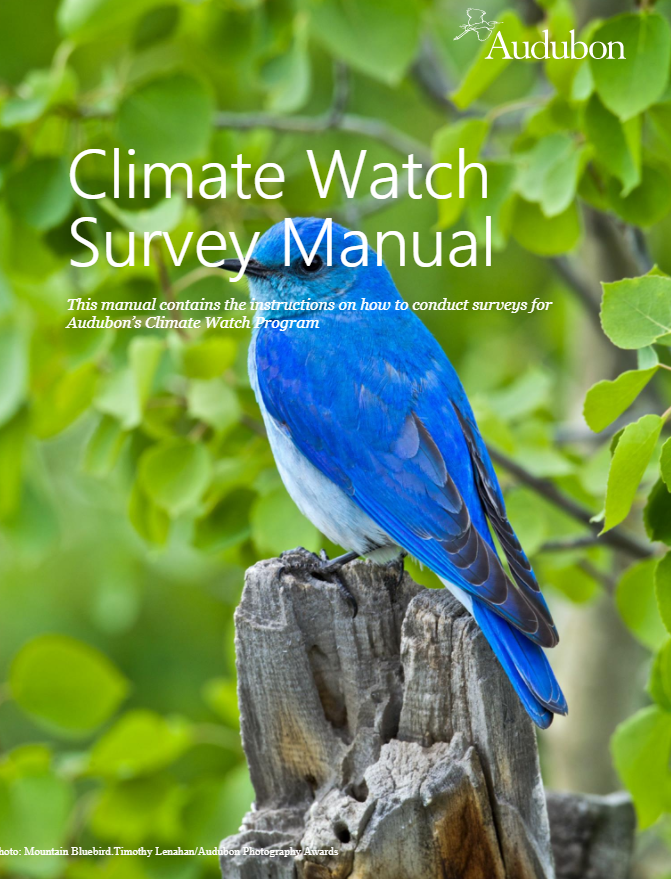 Audubon
Climate Watch
Survey Manual
This manual contains the instructions on how to conduct surveys for
Audubon’s Climate Watch Program
hoto: Mountain Bluebird.Timothy Lenahan/Audubon Photography Awards